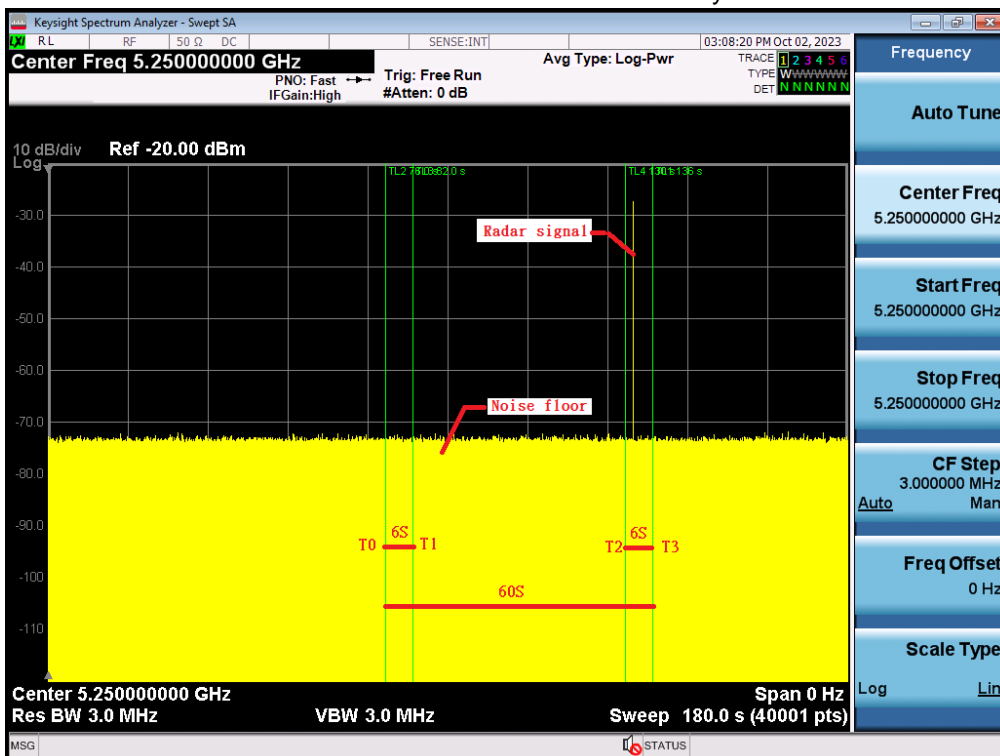 Keysight Spectrum Analyzer - Swept SA
LXI RL RF 50 Ω DC SENSE:INT 03:08:20 PM Oct 02, 2023
Center Freq 5.250000000 GHz
Avg Type: Log-Pwr
TRACE 1 2 3 4 5 6
TYPE W
DET N N N N N N
PNO: Fast
IFGain:High
Trig: Free Run
#Atten: 0 dB
10 dB/div Ref -20.00 dBm
Log
TL2 TL4
-30.0
-40.0
-50.0
-60.0
-70.0
-80.0
-90.0
-100
-110
Radar signal
Noise floor
T0 6S T1
T2 6S T3
60S
Center 5.250000000 GHz Span 0 Hz
Res BW 3.0 MHz VBW 3.0 MHz Sweep 180.0 s (40001 pts)
MSG STATUS
Frequency
Auto Tune
Center Freq
5.250000000 GHz
Start Freq
5.250000000 GHz
Stop Freq
5.250000000 GHz
CF Step
3.000000 MHz
Auto Man
Freq Offset
0 Hz
Scale Type
Log Lin